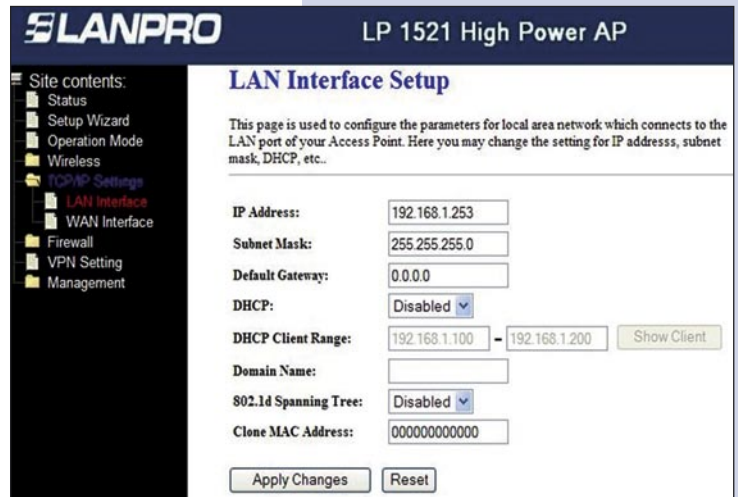 LANPRO
LP 1521 High Power AP
Site contents:
Status
Setup Wizard
Operation Mode
Wireless
TCP/IP Settings
LAN Interface
WAN Interface
Firewall
VPN Setting
Management
LAN Interface Setup
This page is used to configure the parameters for local area network which connects to the
LAN port of your Access Point. Here you may change the setting for IP addresss, subnet
mask, DHCP, etc..
IP Address: 192.168.1.253
Subnet Mask: 255.255.255.0
Default Gateway: 0.0.0.0
DHCP: Disabled
DHCP Client Range: 192.168.1.100 - 192.168.1.200 Show Client
Domain Name:
802.1d Spanning Tree: Disabled
Clone MAC Address: 000000000000
Apply Changes Reset